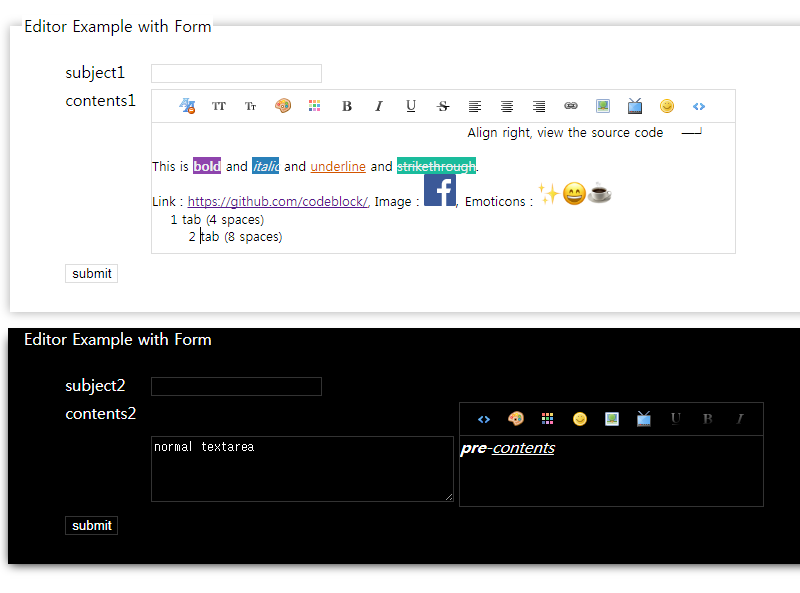 Editor Example with Form
subject1
contents1
TT Tr B I U S
Align right, view the source code
This is bold and italic and underline and strikethrough.
Link : https://github.com/codeblock/, Image : f, Emoticons :
1 tab (4 spaces)
2 tab (8 spaces)
submit
Editor Example with Form
subject2
contents2
U B I
normal textarea
pre-contents
submit